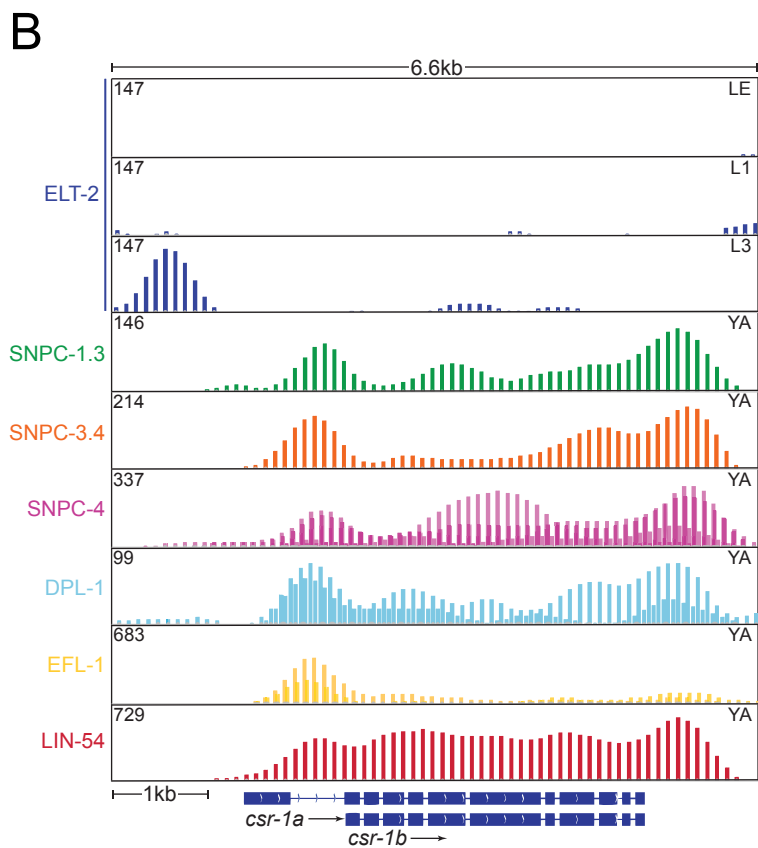 B
6.6kb
147 LE
147 L1
ELT-2
147 L3
146 YA
SNPC-1.3
214 YA
SNPC-3.4
337 YA
SNPC-4
99 YA
DPL-1
683 YA
EFL-1
729 YA
LIN-54
1kb
csr-1a
csr-1b